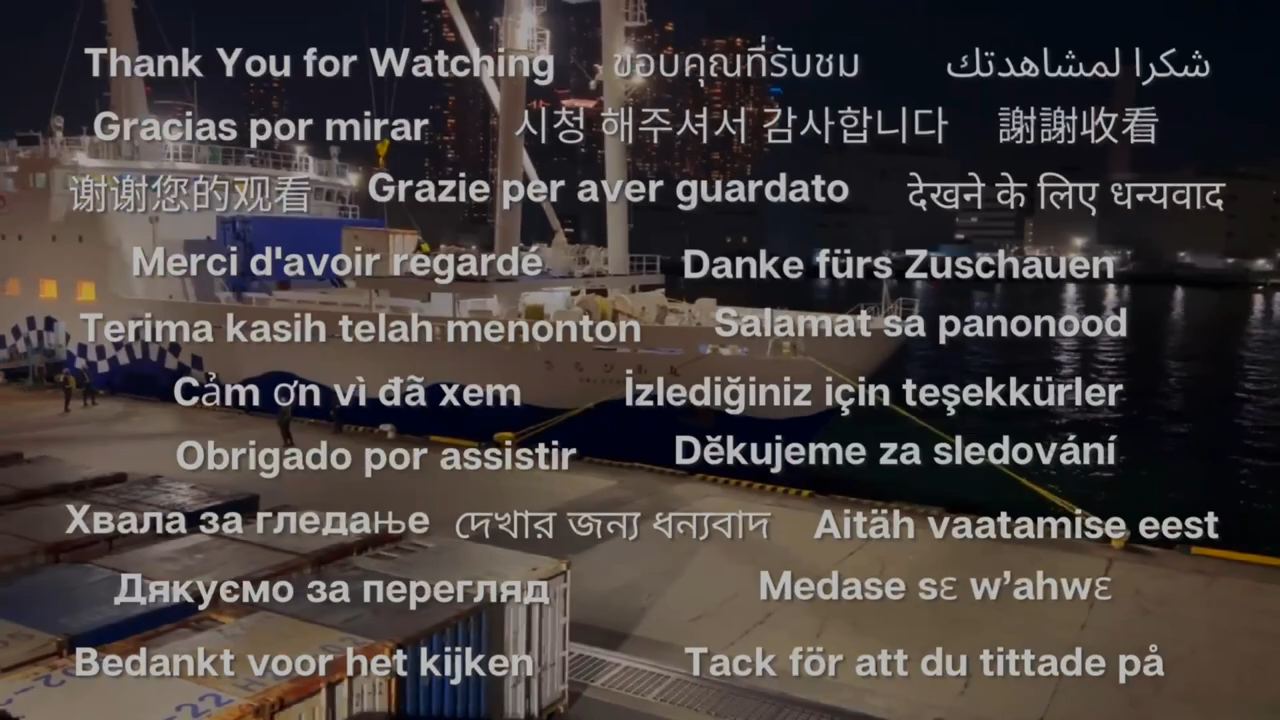 Thank You for Watching ขอบคุณที่รับชม شكرا لمشاهدتك
Gracias por mirar 시청 해주셔서 감사합니다 謝謝收看
谢谢您的观看 Grazie per aver guardato देखने के लिए धन्यवाद
Merci d'avoir regardé Danke fürs Zuschauen
Terima kasih telah menonton Salamat sa panonood
Cảm ơn vì đã xem İzlediğiniz için teşekkürler
Obrigado por assistir Děkujeme za sledování
Хвала за гледање দেখার জন্য ধন্যবাদ Aitäh vaatamise eest
Дякуємо за перегляд Medase sɛ w’ahwɛ
Bedankt voor het kijken Tack för att du tittade på